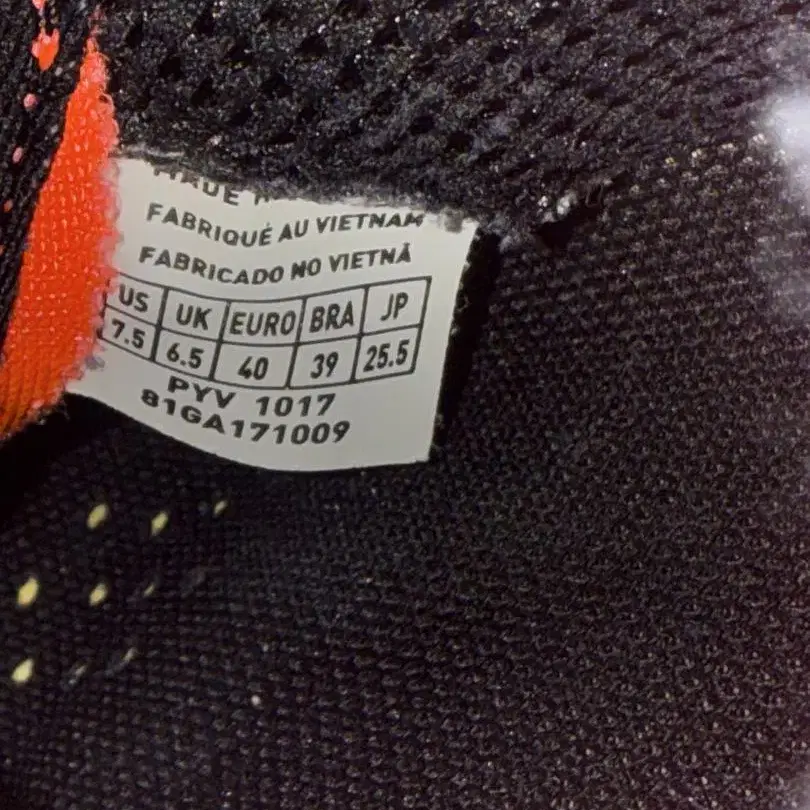 MADE
FABRIQUÉ AU VIETNAM
FABRICADO NO VIETNÃ
US UK EURO BRA JP
7.5 6.5 40 39 25.5
PYV 1017
81GA171009